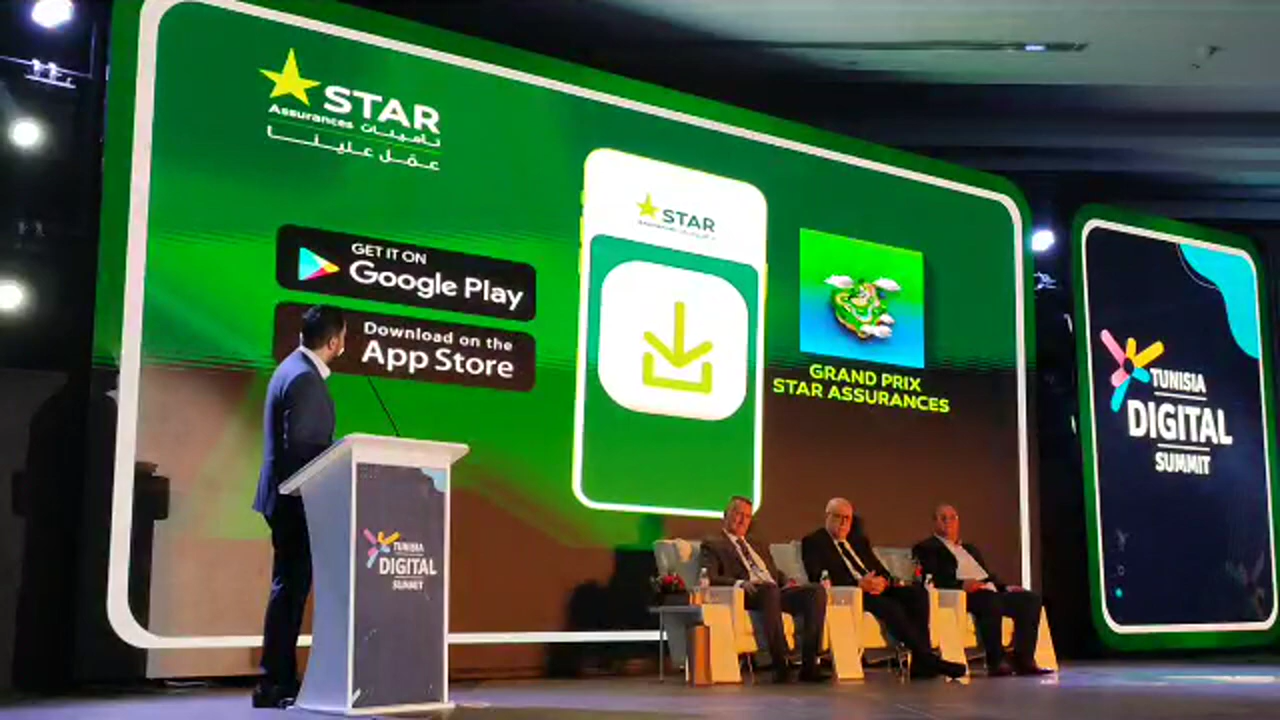 STAR
Assurances تأمينات
عقل علينا
GET IT ON
Google Play
Download on the
App Store
STAR
GRAND PRIX
STAR ASSURANCES
TUNISIA
DIGITAL
SUMMIT
TUNISIA
DIGITAL
SUMMIT